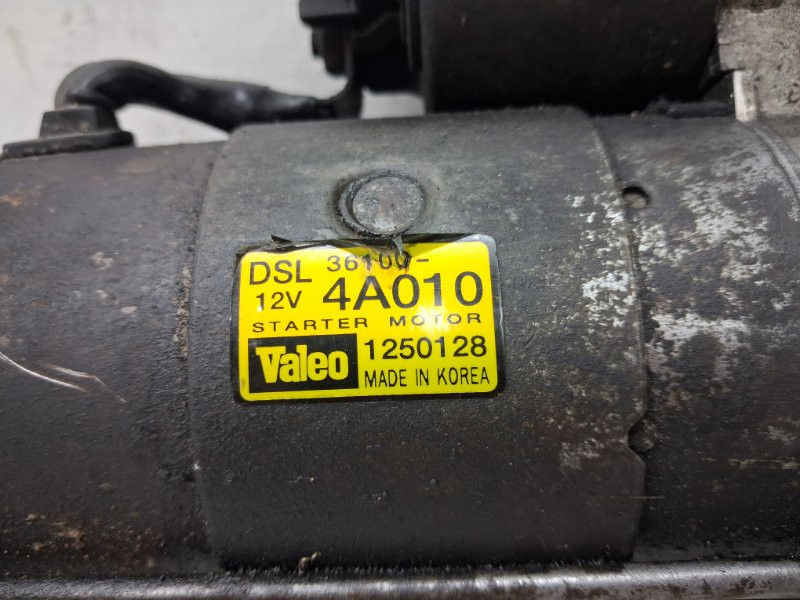 DSL 36100-
12V 4A010
STARTER MOTOR
Valeo 1250128
MADE IN KOREA